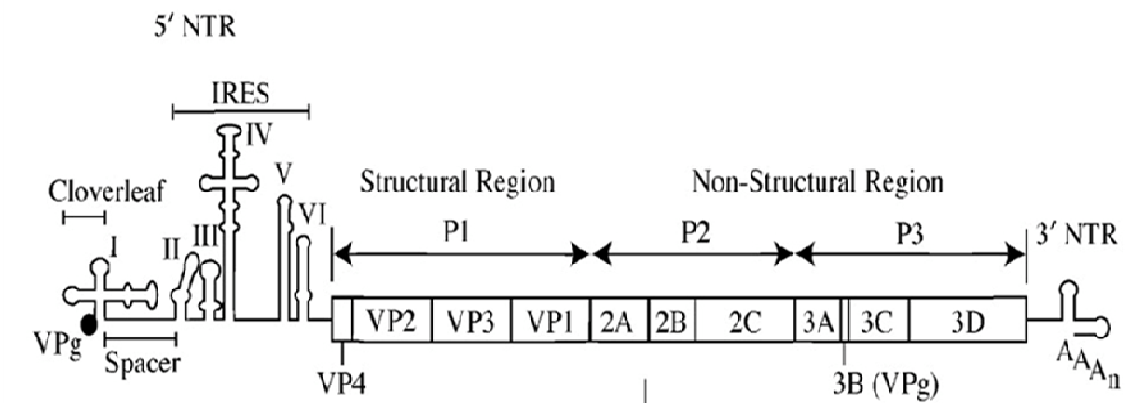 5′ NTR
IRES
IV
Cloverleaf
V
Structural Region
Non-Structural Region
VI
I
II
III
P1
P2
P3
3′ NTR
VP2
VP3
VP1
2A
2B
2C
3A
3C
3D
VPg
Spacer
VP4
3B (VPg)
AAAn